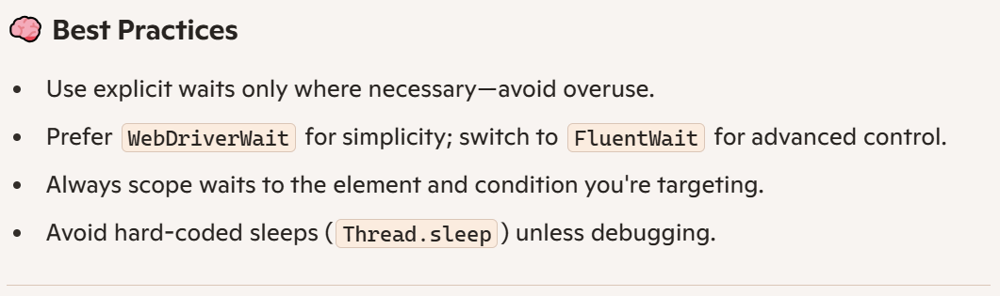 🧠 Best Practices
• Use explicit waits only where necessary—avoid overuse.
• Prefer WebDriverWait for simplicity; switch to FluentWait for advanced control.
• Always scope waits to the element and condition you're targeting.
• Avoid hard-coded sleeps (Thread.sleep) unless debugging.